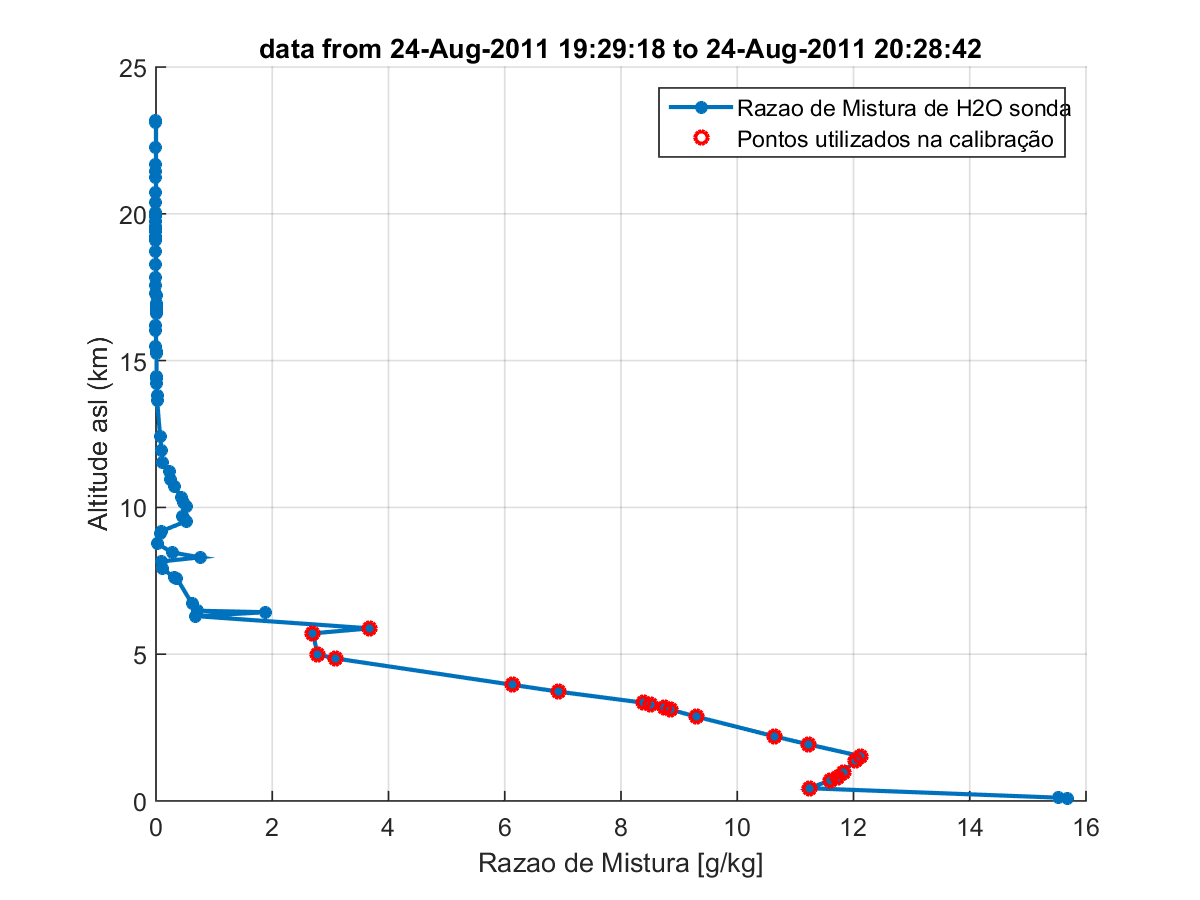 data from 24-Aug-2011 19:29:18 to 24-Aug-2011 20:28:42
Razao de Mistura de H2O sonda
Pontos utilizados na calibração
Altitude asl (km)
25
20
15
10
5
0
0 2 4 6 8 10 12 14 16
Razao de Mistura [g/kg]